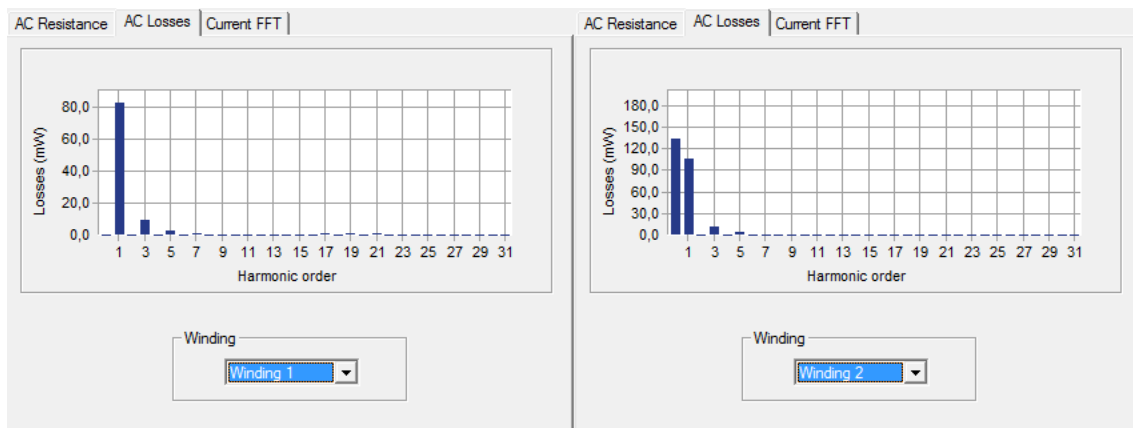 AC Resistance AC Losses Current FFT
80,0
60,0
40,0
20,0
0,0
Losses (mW)
1 3 5 7 9 11 13 15 17 19 21 23 25 27 29 31
Harmonic order
Winding
Winding 1
AC Resistance AC Losses Current FFT
180,0
150,0
120,0
90,0
60,0
30,0
0,0
Losses (mW)
1 3 5 7 9 11 13 15 17 19 21 23 25 27 29 31
Harmonic order
Winding
Winding 2